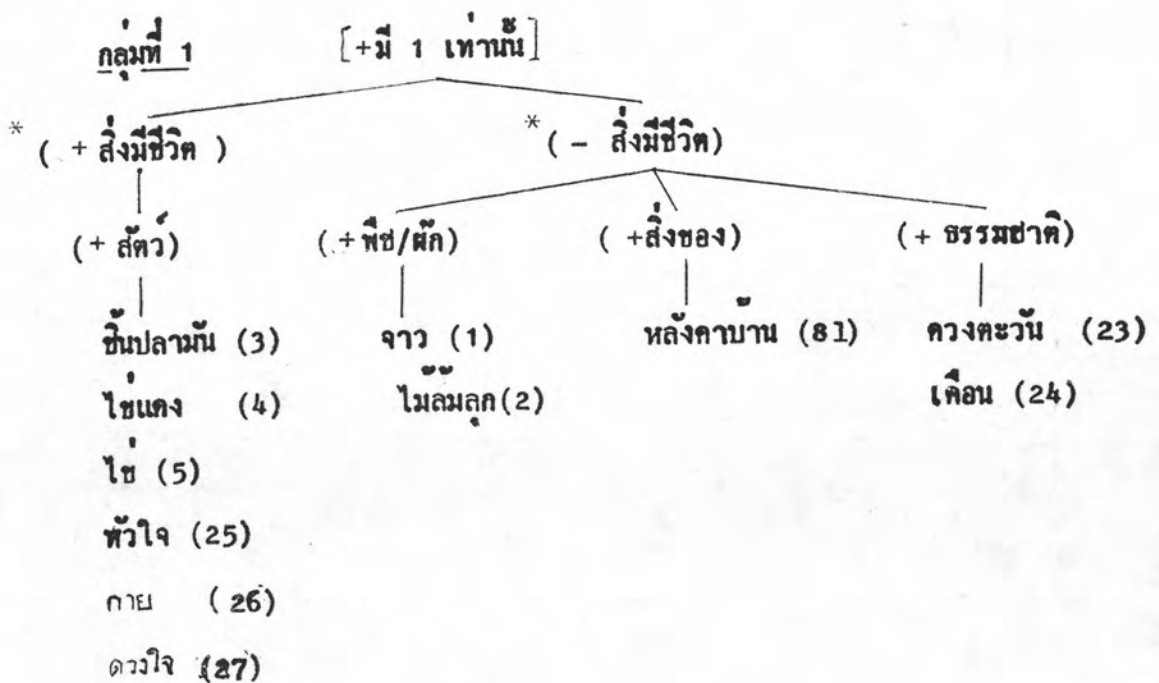 กลุ่มที่ 1 [+มี 1 เท่านั้น]
* ( + สิ่งมีชีวิต ) * ( - สิ่งมีชีวิต)
(+ สัตว์) (+พืช/ผัก) ( +สิ่งของ) (+ ธรรมชาติ)
ชิ้นปลามัน (3) จาว (1) หลังคาบ้าน (81) ดวงตะวัน (23)
ไข่แดง (4) ไม้ล้มลุก(2) เดือน (24)
ไข่ (5)
หัวใจ (25)
กาย (26)
ดวงใจ (27)